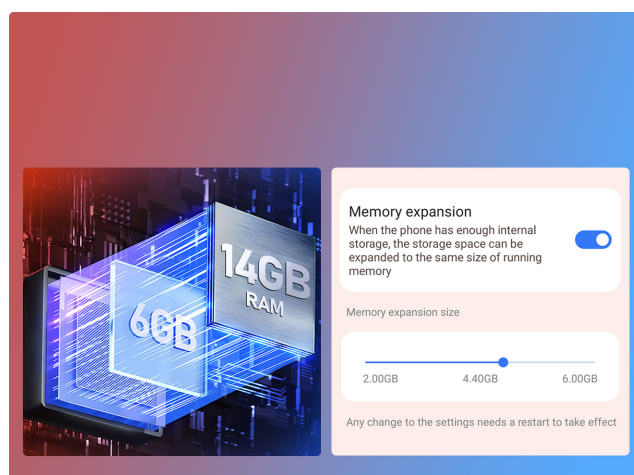 14GB
RAM
6GB
Memory expansion
When the phone has enough internal
storage, the storage space can be
expanded to the same size of running
memory
Memory expansion size
2.00GB 4.40GB 6.00GB
Any change to the settings needs a restart to take effect